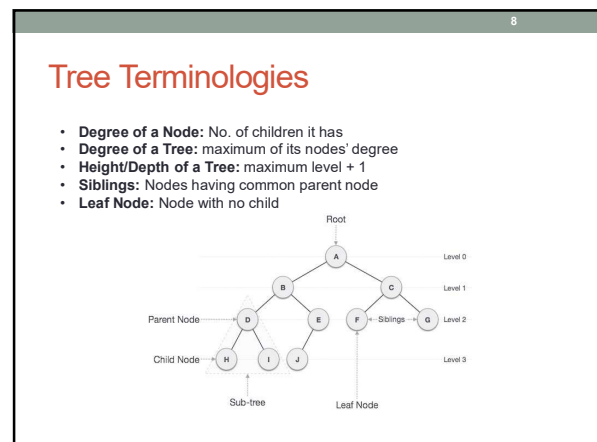 8
Tree Terminologies
• Degree of a Node: No. of children it has
• Degree of a Tree: maximum of its nodes' degree
• Height/Depth of a Tree: maximum level + 1
• Siblings: Nodes having common parent node
• Leaf Node: Node with no child
Root
A
Level 0
B
C
Level 1
Parent Node
D
E
F
Siblings
G
Level 2
Child Node
H
I
J
Level 3
Sub-tree
Leaf Node